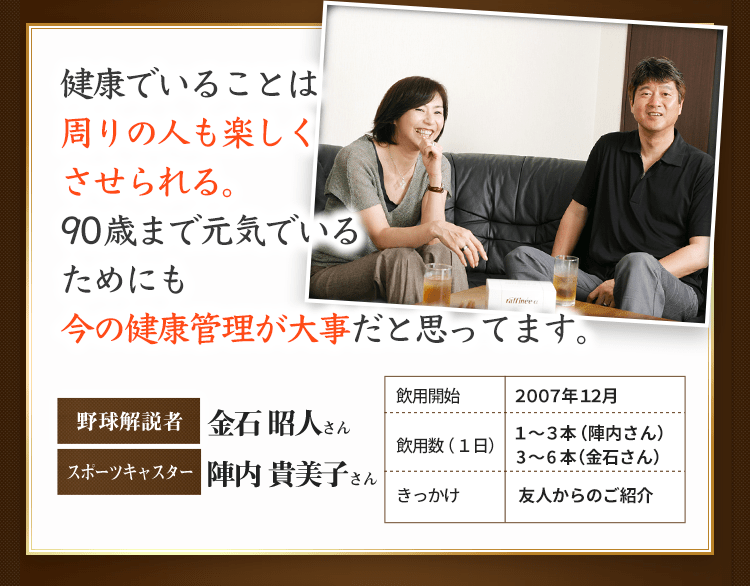 健康でいることは
周りの人も楽しく
させられる。
90歳まで元気でいる
ためにも
今の健康管理が大事だと思ってます。
野球解説者 金石 昭人さん
スポーツキャスター 陣内 貴美子さん
飲用開始 2007年12月
飲用数（１日） １～３本（陣内さん）
３～６本（金石さん）
きっかけ 友人からのご紹介